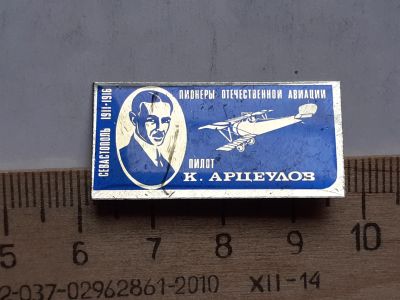 СЕВАСТОПОЛЬ 1911-1916
ПИОНЕРЫ ОТЕЧЕСТВЕННОЙ АВИАЦИИ
ПИЛОТ
К. АРЦЕУЛОВ
5 6 7 8 9 10
2-037-02962861-2010 XII-14